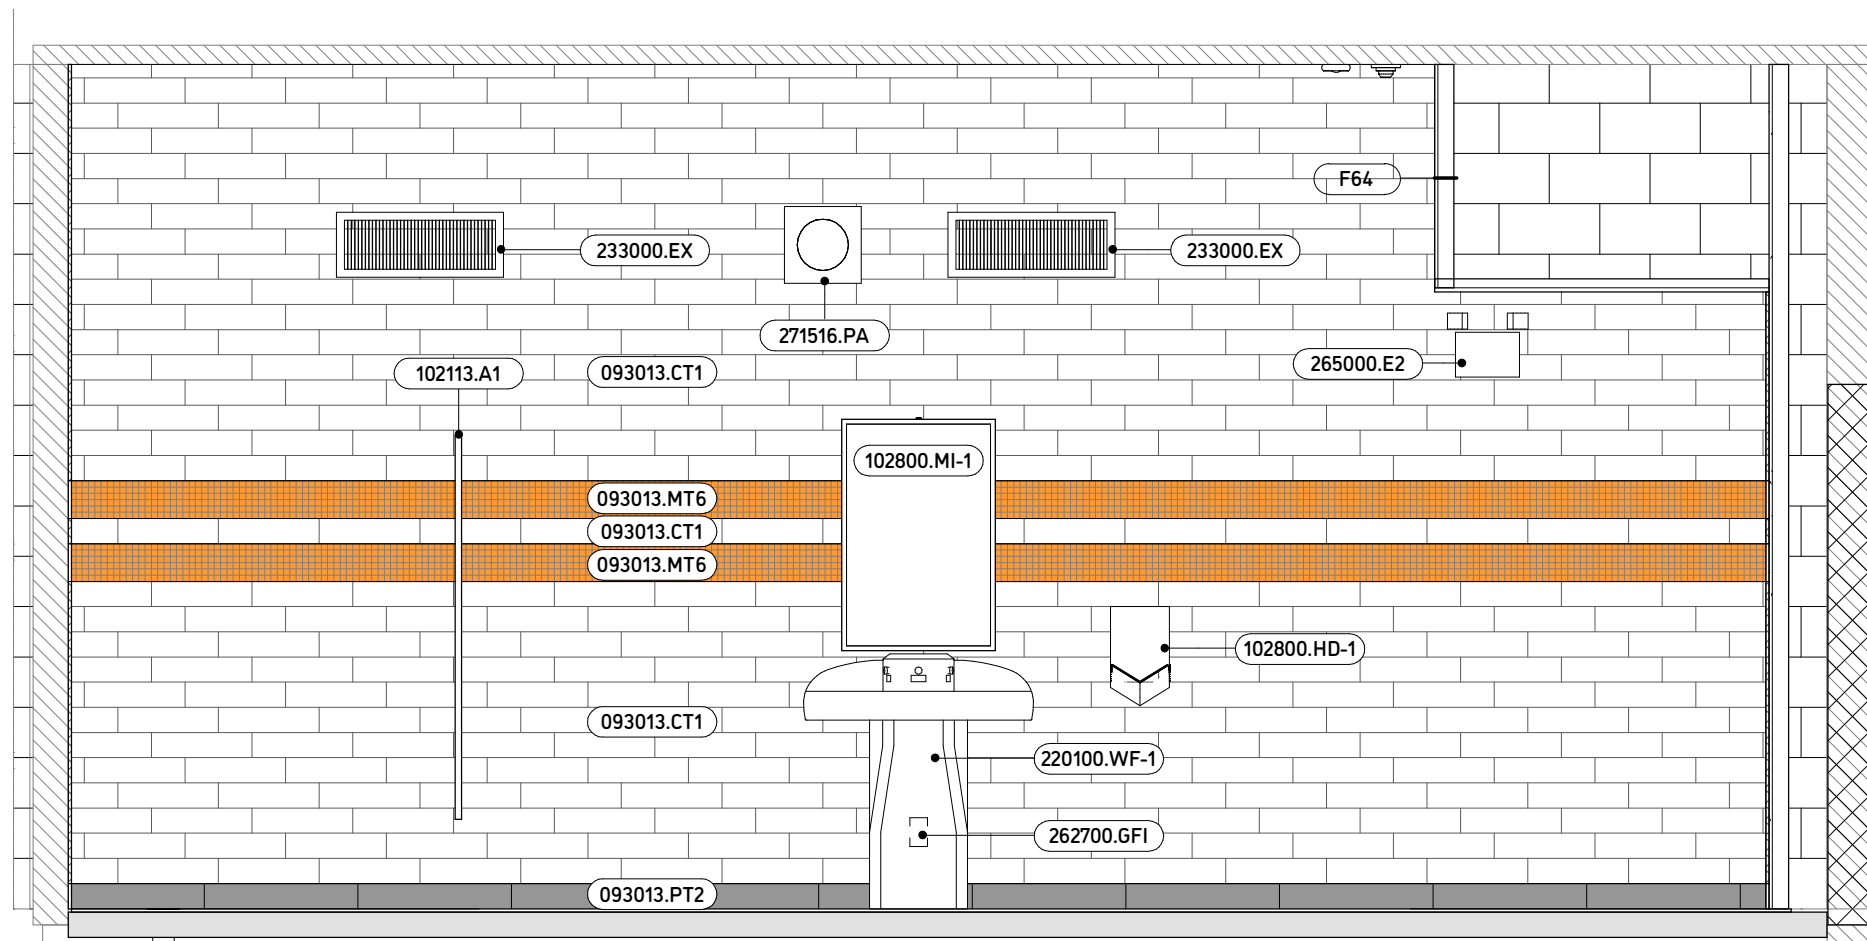 F64
233000.EX
233000.EX
271516.PA
265000.E2
102113.A1
093013.CT1
102800.MI-1
093013.MT6
093013.CT1
093013.MT6
102800.HD-1
093013.CT1
220100.WF-1
262700.GFI
093013.PT2